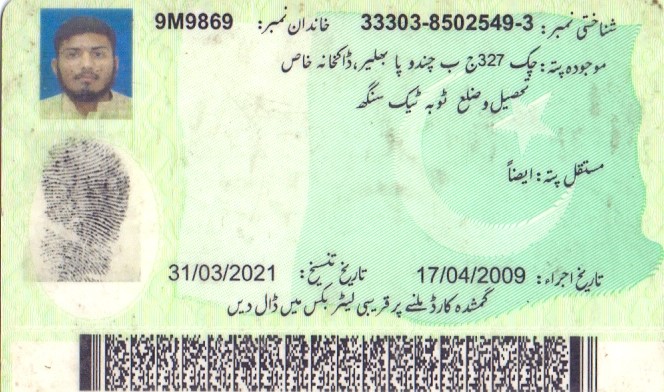 شناختی نمبر: 33303-8502549-3 خاندان نمبر: 9M9869
موجودہ پتہ: چک 327 ج ب چندو پا بھلیر، ڈاکخانہ خاص
تحصیل و ضلع ٹوبہ ٹیک سنگھ
مستقل پتہ: ایضاً
تاریخ اجراء: 17/04/2009 تاریخ تنسیخ: 31/03/2021
گمشدہ کارڈ ملنے پر قریبی لیٹر بکس میں ڈال دیں